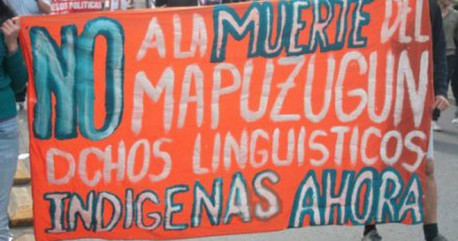 NO A LA MUERTE DEL
MAPUZUGUN
DCHOS LINGUISTICOS
INDIGENAS AHORA